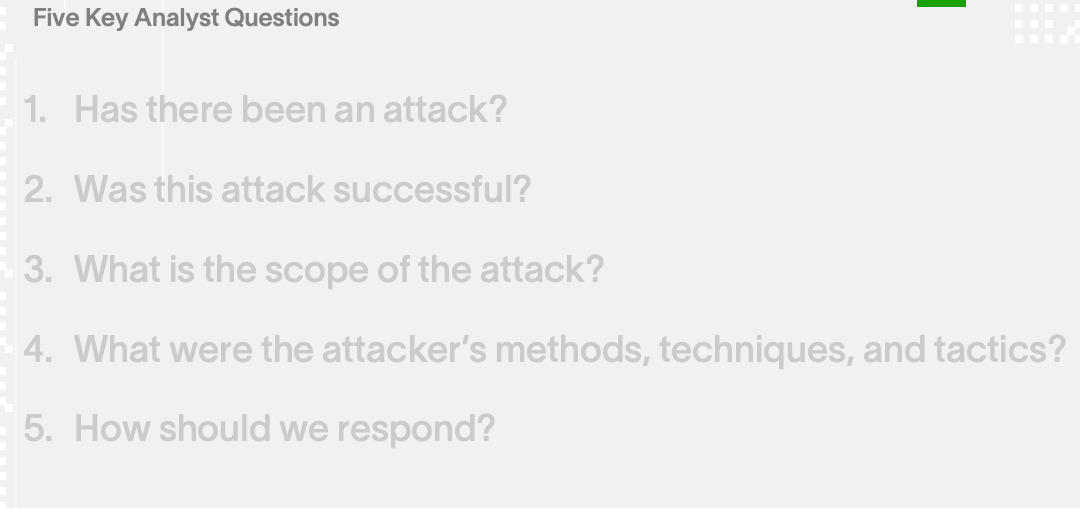 Five Key Analyst Questions
1. Has there been an attack?
2. Was this attack successful?
3. What is the scope of the attack?
4. What were the attacker’s methods, techniques, and tactics?
5. How should we respond?